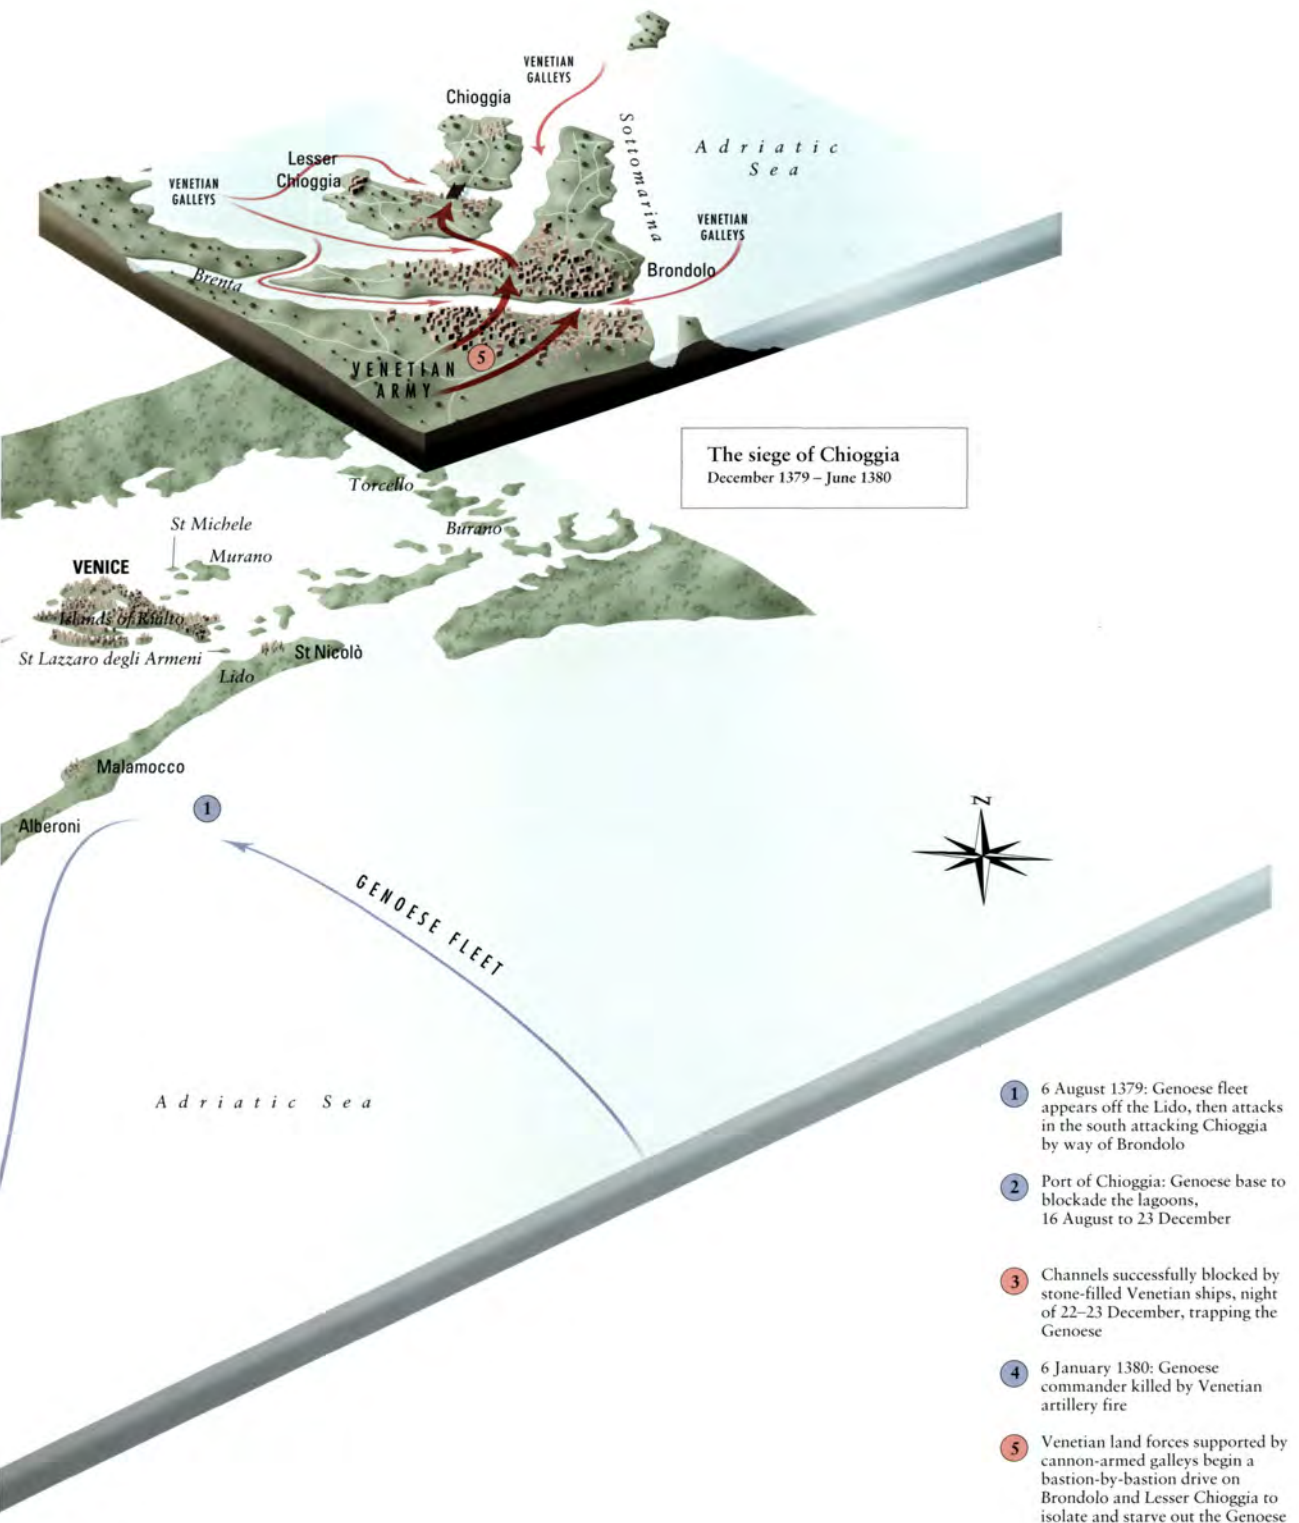 VENETIAN
GALLEYS
Chioggia
Sottomarina
Adriatic
Sea
Lesser
Chioggia
VENETIAN
GALLEYS
VENETIAN
GALLEYS
Brondolo
Brenta
5
VENETIAN
ARMY
The siege of Chioggia
December 1379 – June 1380
Torcello
Burano
St Michele
Murano
VENICE
Islands of Rialto
St Lazzaro degli Armeni
St Nicolò
Lido
Malamocco
Alberoni
1
N
GENOESE FLEET
Adriatic Sea
1 6 August 1379: Genoese fleet
appears off the Lido, then attacks
in the south attacking Chioggia
by way of Brondolo
2 Port of Chioggia: Genoese base to
blockade the lagoons,
16 August to 23 December
3 Channels successfully blocked by
stone-filled Venetian ships, night
of 22–23 December, trapping the
Genoese
4 6 January 1380: Genoese
commander killed by Venetian
artillery fire
5 Venetian land forces supported by
cannon-armed galleys begin a
bastion-by-bastion drive on
Brondolo and Lesser Chioggia to
isolate and starve out the Genoese